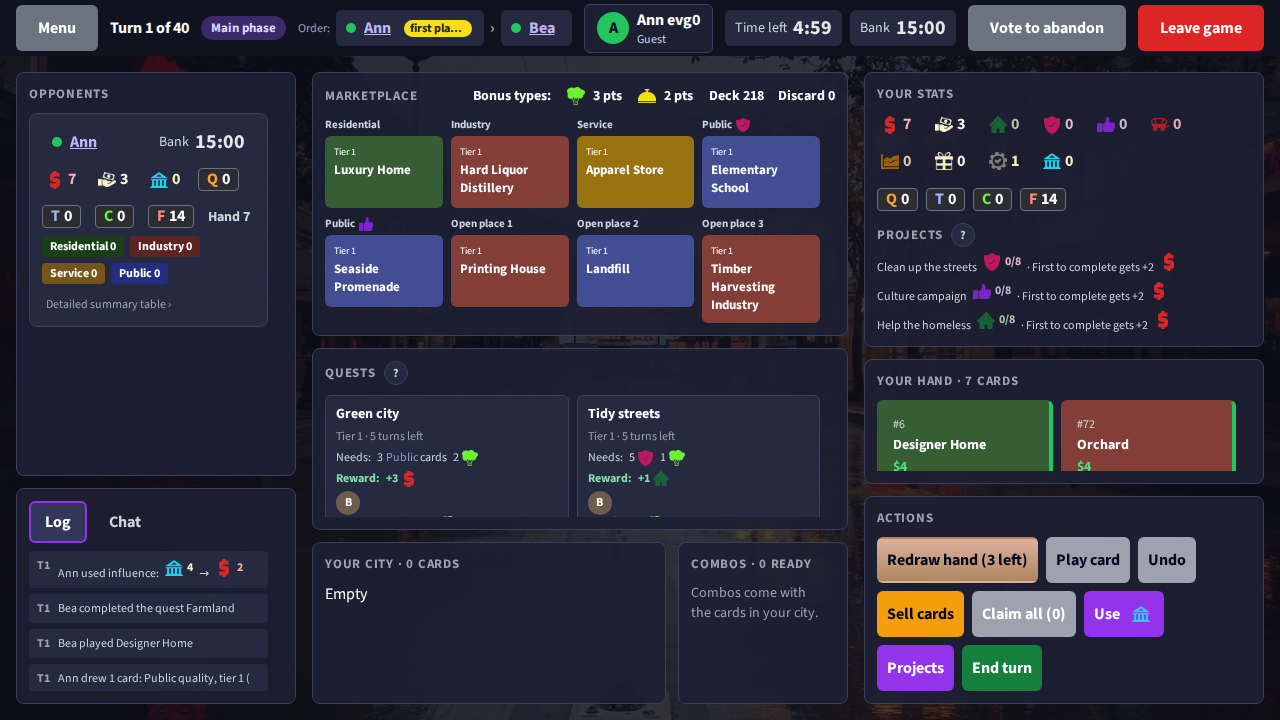 Menu
Turn 1 of 40
Main phase
Order:
Ann
first pla...
›
Bea
A
Ann evg0
Guest
Time left 4:59
Bank 15:00
Vote to abandon
Leave game
OPPONENTS
Ann
Bank 15:00
7
3
0
Q 0
T 0
C 0
F 14
Hand 7
Residential 0
Industry 0
Service 0
Public 0
Detailed summary table ›
Log
Chat
T1 Ann used influence: 4 → 2
T1 Bea completed the quest Farmland
T1 Bea played Designer Home
T1 Ann drew 1 card: Public quality, tier 1 (
MARKETPLACE
Bonus types: 3 pts 2 pts Deck 218 Discard 0
Residential
Tier 1
Luxury Home
Industry
Tier 1
Hard Liquor
Distillery
Service
Tier 1
Apparel Store
Public
Tier 1
Elementary
School
Public
Tier 1
Seaside
Promenade
Open place 1
Tier 1
Printing House
Open place 2
Tier 1
Landfill
Open place 3
Tier 1
Timber
Harvesting
Industry
QUESTS ?
Green city
Tier 1 · 5 turns left
Needs: 3 Public cards 2
Reward: +3
B
Tidy streets
Tier 1 · 5 turns left
Needs: 5 1
Reward: +1
B
YOUR CITY · 0 CARDS
Empty
COMBOS · 0 READY
Combos come with
the cards in your city.
YOUR STATS
7 3 0 0 0 0
0 0 1 0
Q 0 T 0 C 0 F 14
PROJECTS ?
Clean up the streets 0/8 · First to complete gets +2
Culture campaign 0/8 · First to complete gets +2
Help the homeless 0/8 · First to complete gets +2
YOUR HAND · 7 CARDS
#6
Designer Home
$4
#72
Orchard
$4
ACTIONS
Redraw hand (3 left)
Play card
Undo
Sell cards
Claim all (0)
Use
Projects
End turn